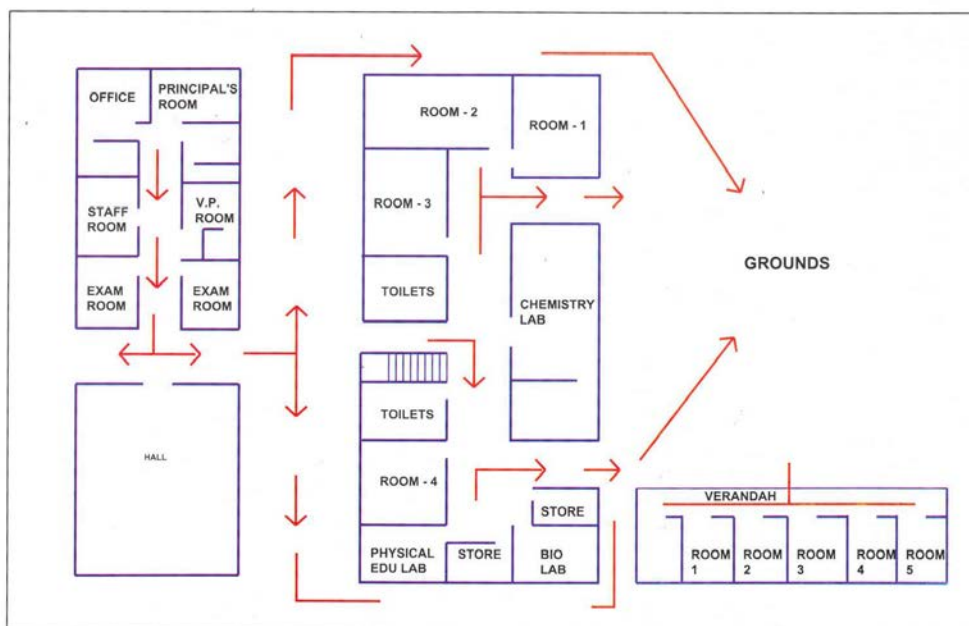 OFFICE
PRINCIPAL'S
ROOM
STAFF
ROOM
V.P.
ROOM
EXAM
ROOM
EXAM
ROOM
HALL
ROOM - 2
ROOM - 1
ROOM - 3
TOILETS
CHEMISTRY
LAB
TOILETS
ROOM - 4
PHYSICAL
EDU LAB
STORE
STORE
BIO
LAB
GROUNDS
VERANDAH
ROOM
1
ROOM
2
ROOM
3
ROOM
4
ROOM
5